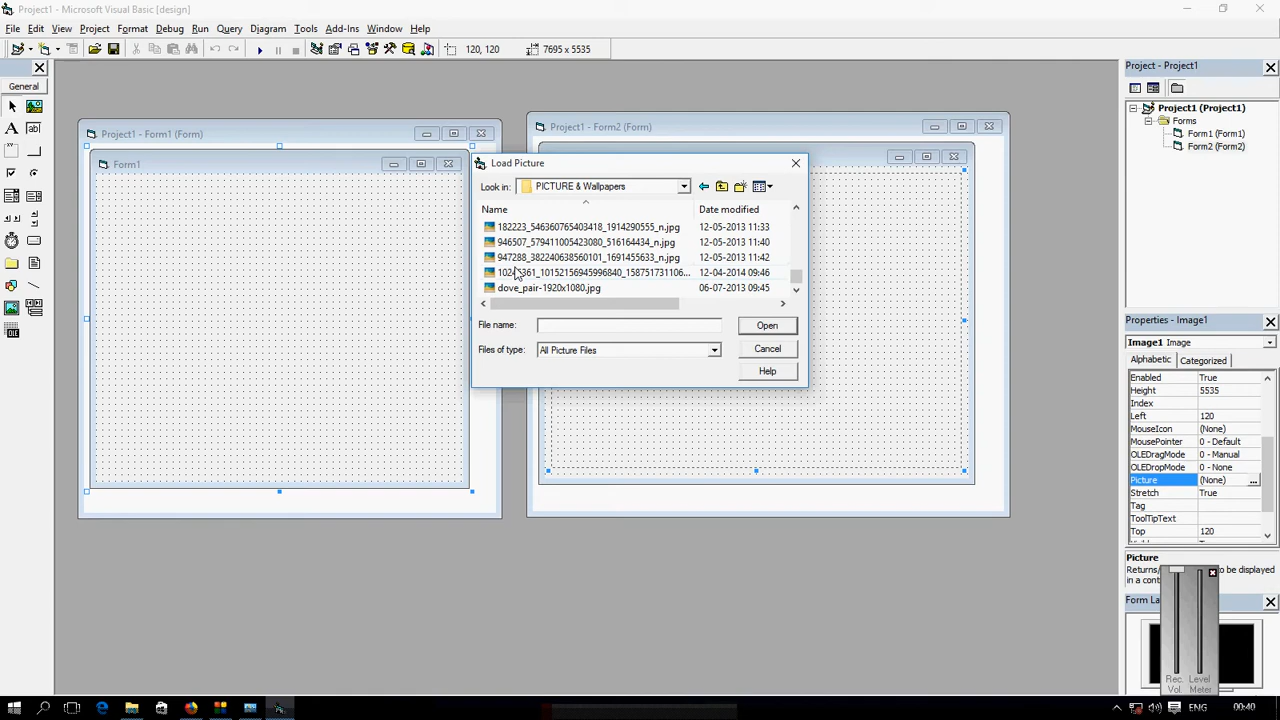 Project1 - Microsoft Visual Basic [design]
File Edit View Project Format Debug Run Query Diagram Tools Add-Ins Window Help
120, 120 7695 x 5535
General
Project1 - Form1 (Form)
Form1
Project1 - Form2 (Form)
Load Picture
Look in: PICTURE & Wallpapers
Name Date modified
182223_546360765403418_1914290555_n.jpg 12-05-2013 11:33
946507_579411005423080_516164434_n.jpg 12-05-2013 11:40
947288_382240638560101_1691455633_n.jpg 12-05-2013 11:42
12-04-2014 09:46
dove_pair-1920x1080.jpg 06-07-2013 09:45
File name: Open
Files of type: All Picture Files Cancel
Help
Project - Project1
Project1 (Project1)
Forms
Form1 (Form1)
Form2 (Form2)
Properties - Image1
Image1 Image
Alphabetic Categorized
Enabled True
Height 5535
Index
Left 120
MouseIcon (None)
MousePointer 0 - Default
OLEDragMode 0 - Manual
OLEDropMode 0 - None
Picture (None) ...
Stretch True
Tag
ToolTipText
Top 120
Picture
Returns/ to be displayed
in a cont
Form La
Rec. Level
Vol Meter
ENG 00:40